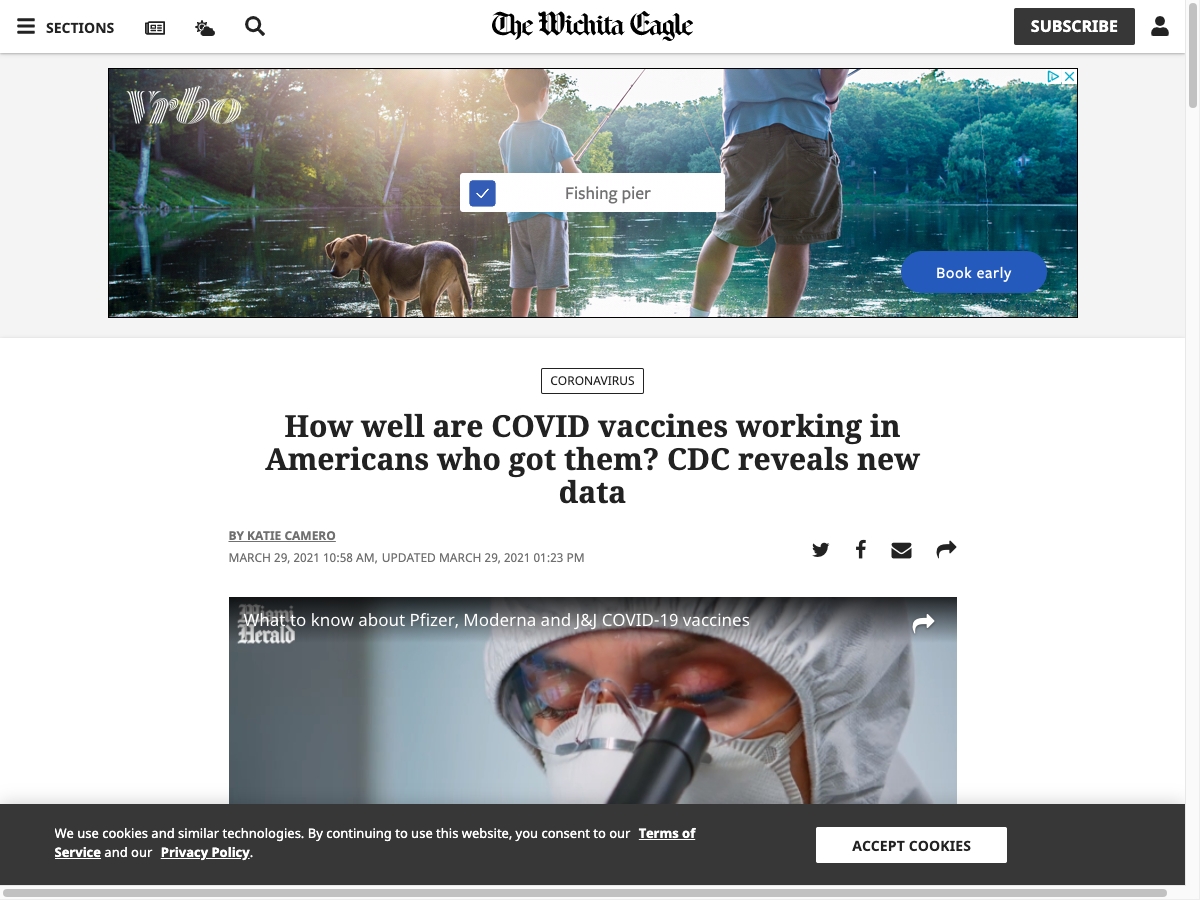 SECTIONS
The Wichita Eagle
SUBSCRIBE
Vrbo
Fishing pier
Book early
CORONAVIRUS
How well are COVID vaccines working in
Americans who got them? CDC reveals new
data
BY KATIE CAMERO
MARCH 29, 2021 10:58 AM, UPDATED MARCH 29, 2021 01:23 PM
Miami
Herald
What to know about Pfizer, Moderna and J&J COVID-19 vaccines
We use cookies and similar technologies. By continuing to use this website, you consent to our Terms of
Service and our Privacy Policy.
ACCEPT COOKIES